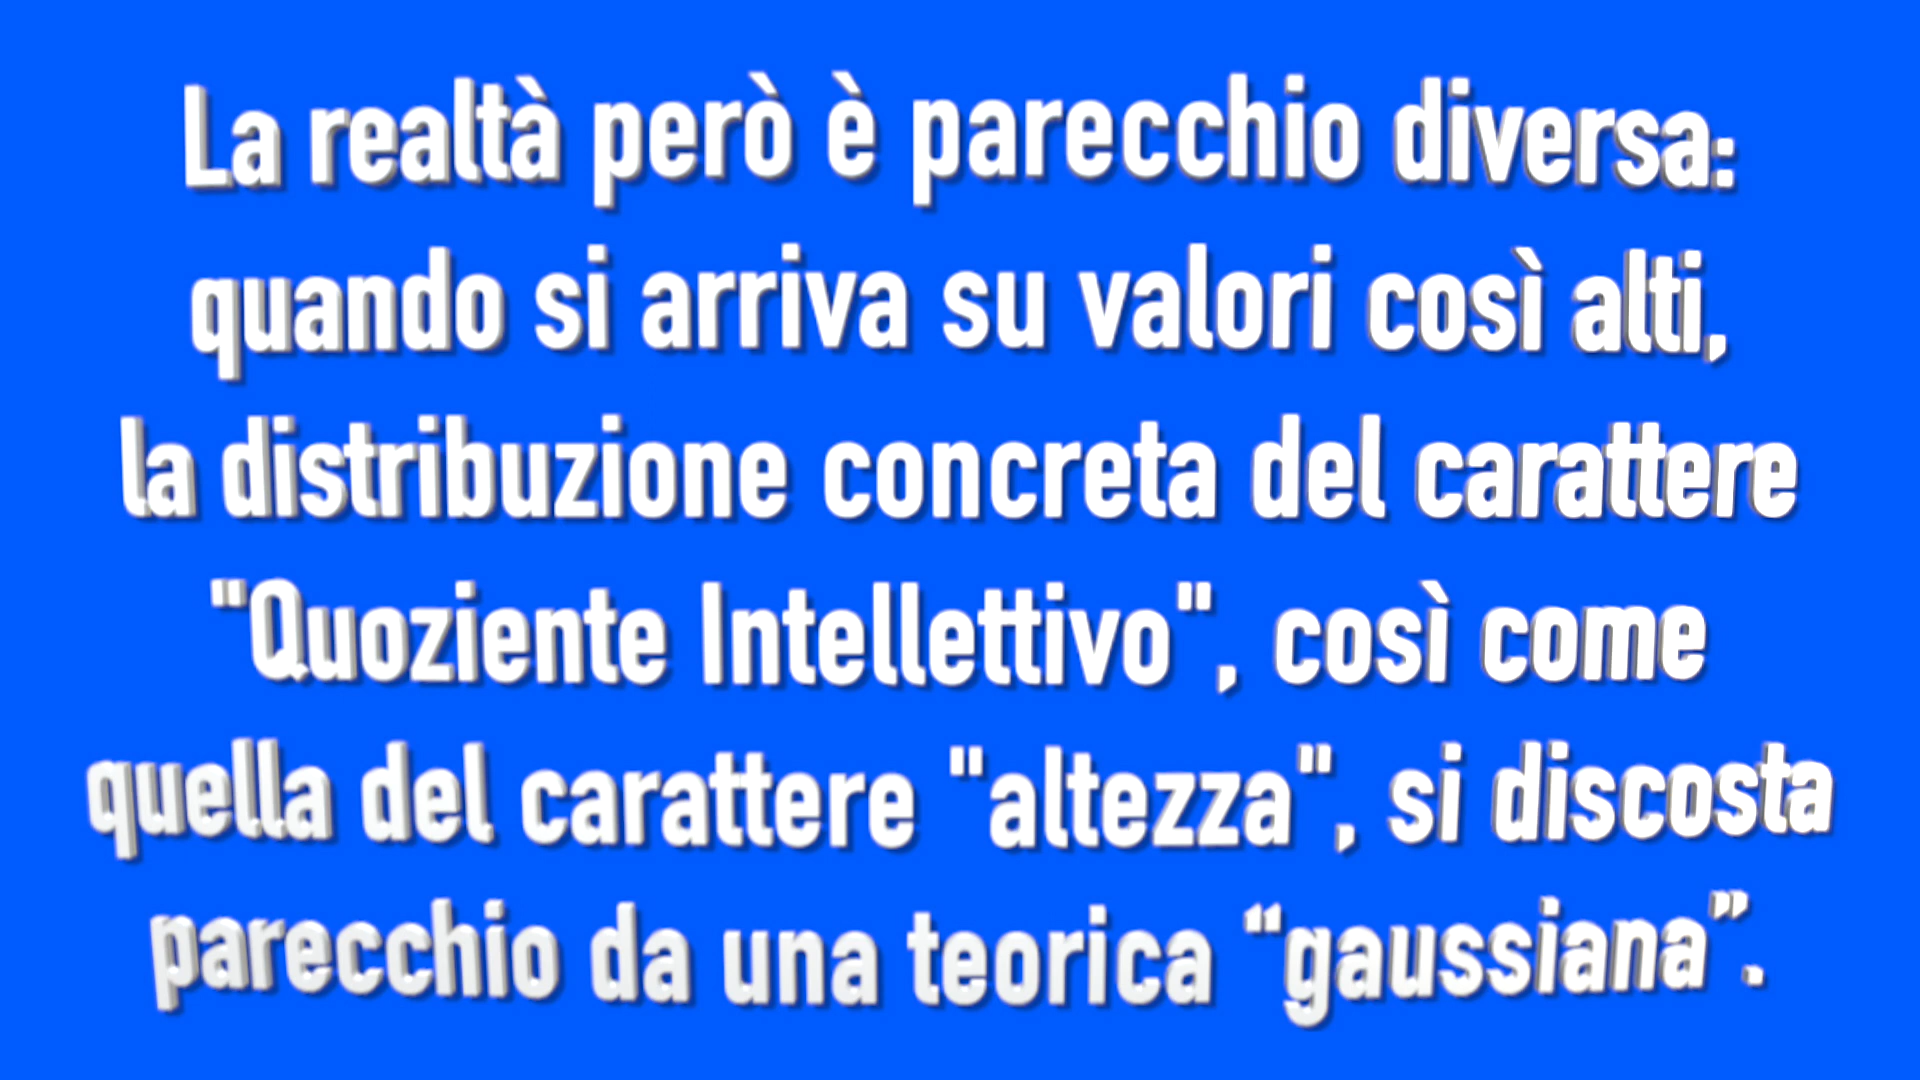 La realtà però è parecchio diversa:
quando si arriva su valori così alti,
la distribuzione concreta del carattere
"Quoziente Intellettivo", così come
quella del carattere "altezza", si discosta
parecchio da una teorica “gaussiana”.